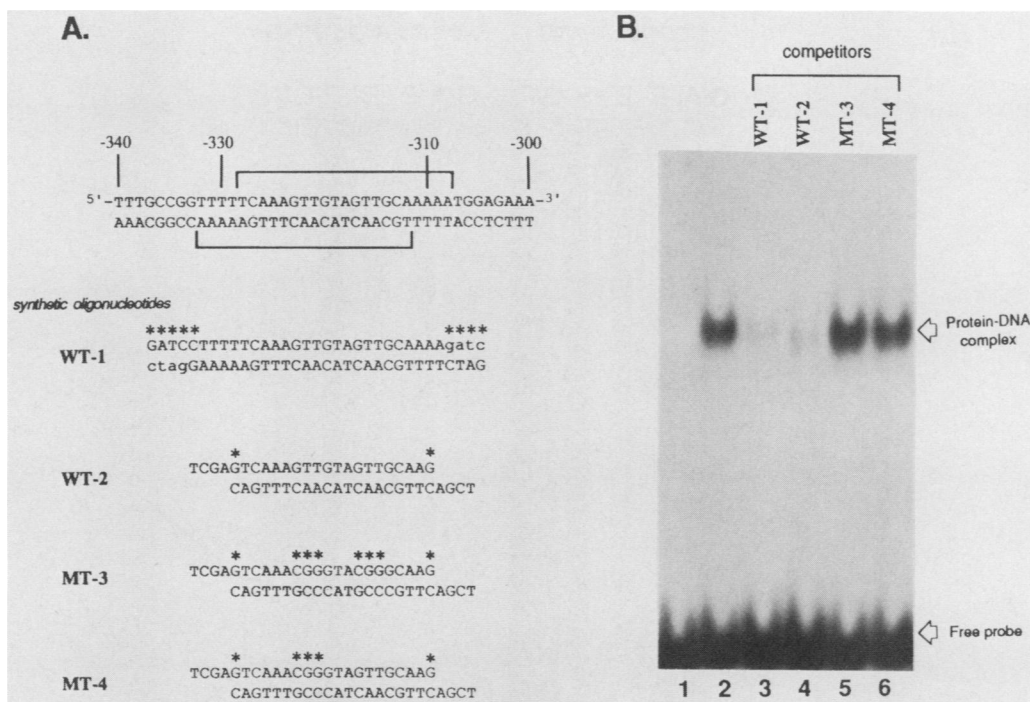 A.
-340 -330 -310 -300
5'-TTTGCCGGTTTTTCAAAGTTGTAGTTGCAAAAATGGAGAAA-3'
AAACGGCCAAAAAGTTTCAACATCAACGTTTTTACCTCTTT
synthetic oligonucleotides
***** ****
GATCCTTTTTCAAAGTTGTAGTTGCAAAAgatc
WT-1
ctagGAAAAAGTTTCAACATCAACGTTTTCTAG
* *
TCGAGTCAAAGTTGTAGTTGCAAG
WT-2
CAGTTTCAACATCAACGTTCAGCT
* *** *** *
TCGAGTCAAACGGGTACGGGCAAG
MT-3
CAGTTTGCCCATGCCCGTTCAGCT
* *** *
TCGAGTCAAACGGGTAGTTGCAAG
MT-4
CAGTTTGCCCATCAACGTTCAGCT
B.
competitors
WT-1 WT-2 MT-3 MT-4
Protein-DNA
complex
Free probe
1 2 3 4 5 6